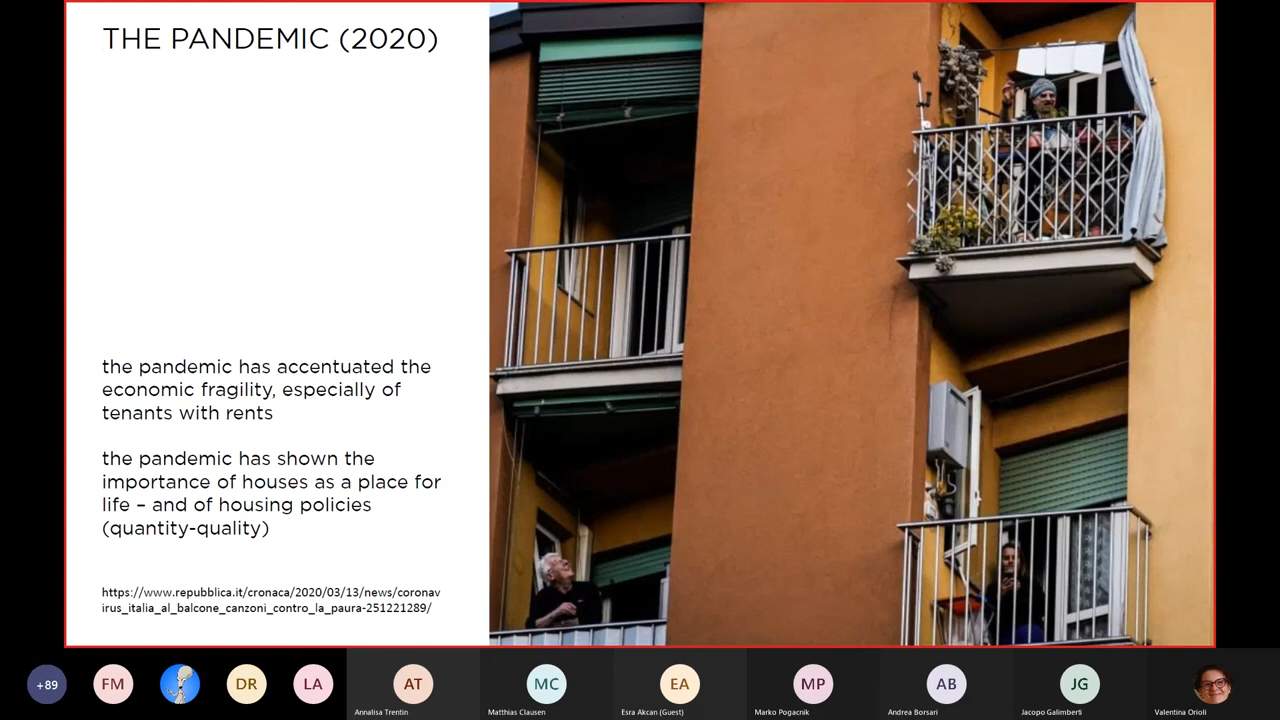 THE PANDEMIC (2020)
the pandemic has accentuated the
economic fragility, especially of
tenants with rents
the pandemic has shown the
importance of houses as a place for
life – and of housing policies
(quantity-quality)
https://www.repubblica.it/cronaca/2020/03/13/news/coronav
irus_italia_al_balcone_canzoni_contro_la_paura-251221289/
+89
FM
DR
LA
AT
MC
EA
MP
AB
JG
Annalisa Trentin
Matthias Clausen
Esra Akcan (Guest)
Marko Pogacnik
Andrea Borsari
Jacopo Galimberti
Valentina Orioli